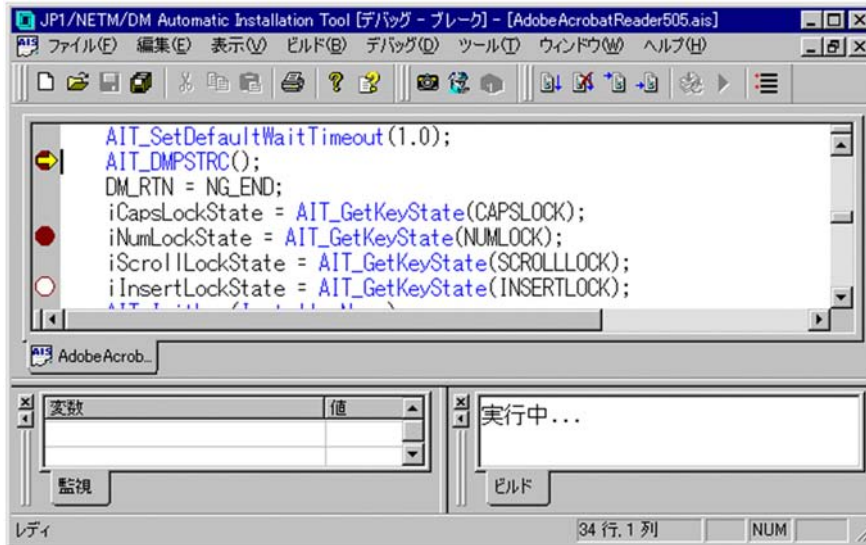 JP1/NETM/DM Automatic Installation Tool [デバッグ - ブレーク] - [AdobeAcrobatReader505.ais]
ファイル(F) 編集(E) 表示(V) ビルド(B) デバッグ(D) ツール(T) ウィンドウ(W) ヘルプ(H)
AIT_SetDefaultWaitTimeout(1.0);
AIT_DMPSTRC();
DM_RTN = NG_END;
iCapsLockState = AIT_GetKeyState(CAPSLOCK);
iNumLockState = AIT_GetKeyState(NUMLOCK);
iScrollLockState = AIT_GetKeyState(SCROLLLOCK);
iInsertLockState = AIT_GetKeyState(INSERTLOCK);
AIS AdobeAcrob...
変数 値
監視
実行中...
ビルド
レディ 34 行, 1 列 NUM